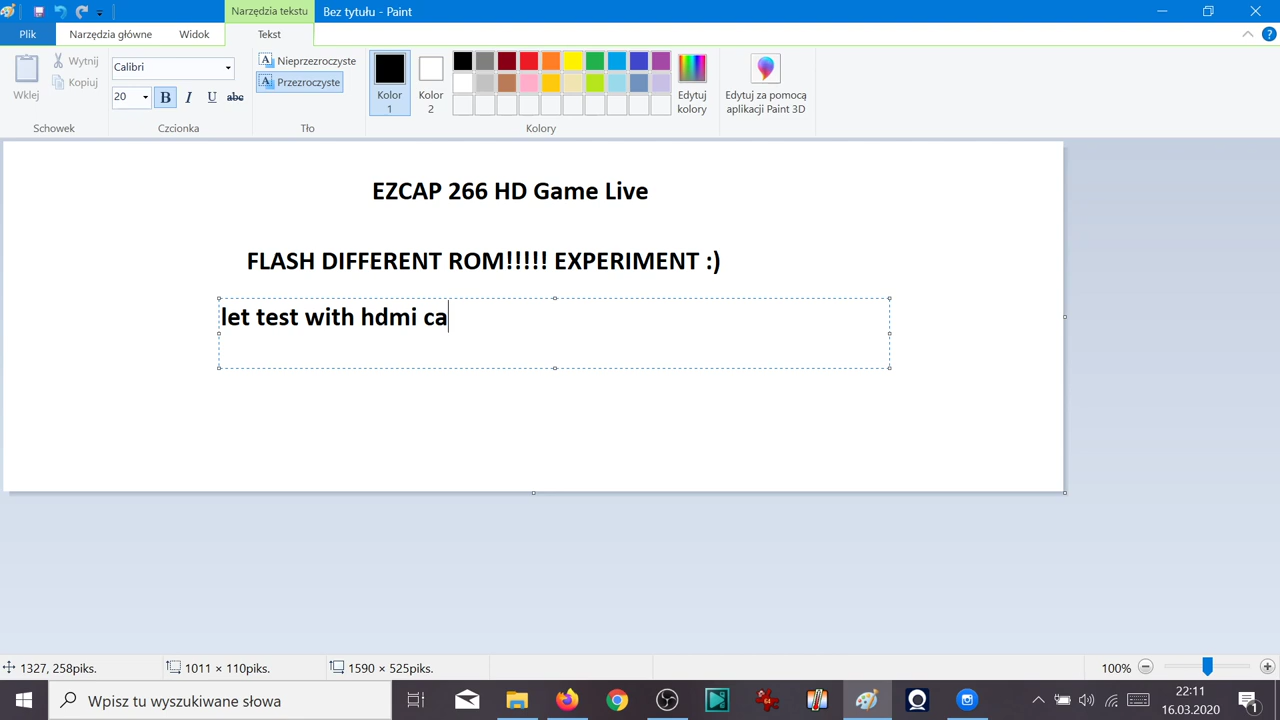 Narzędzia tekstu
Bez tytułu - Paint
Plik
Narzędzia główne
Widok
Tekst
Wklej
Wytnij
Kopiuj
Schowek
Calibri
20
B I U abc
Czcionka
Nieprzezroczyste
Przezroczyste
Tło
Kolor 1
Kolor 2
Edytuj kolory
Kolory
Edytuj za pomocą aplikacji Paint 3D
EZCAP 266 HD Game Live
FLASH DIFFERENT ROM!!!!! EXPERIMENT :)
let test with hdmi ca
1327, 258piks.
1011 × 110piks.
1590 × 525piks.
100%
Wpisz tu wyszukiwane słowa
22:11
16.03.2020
1